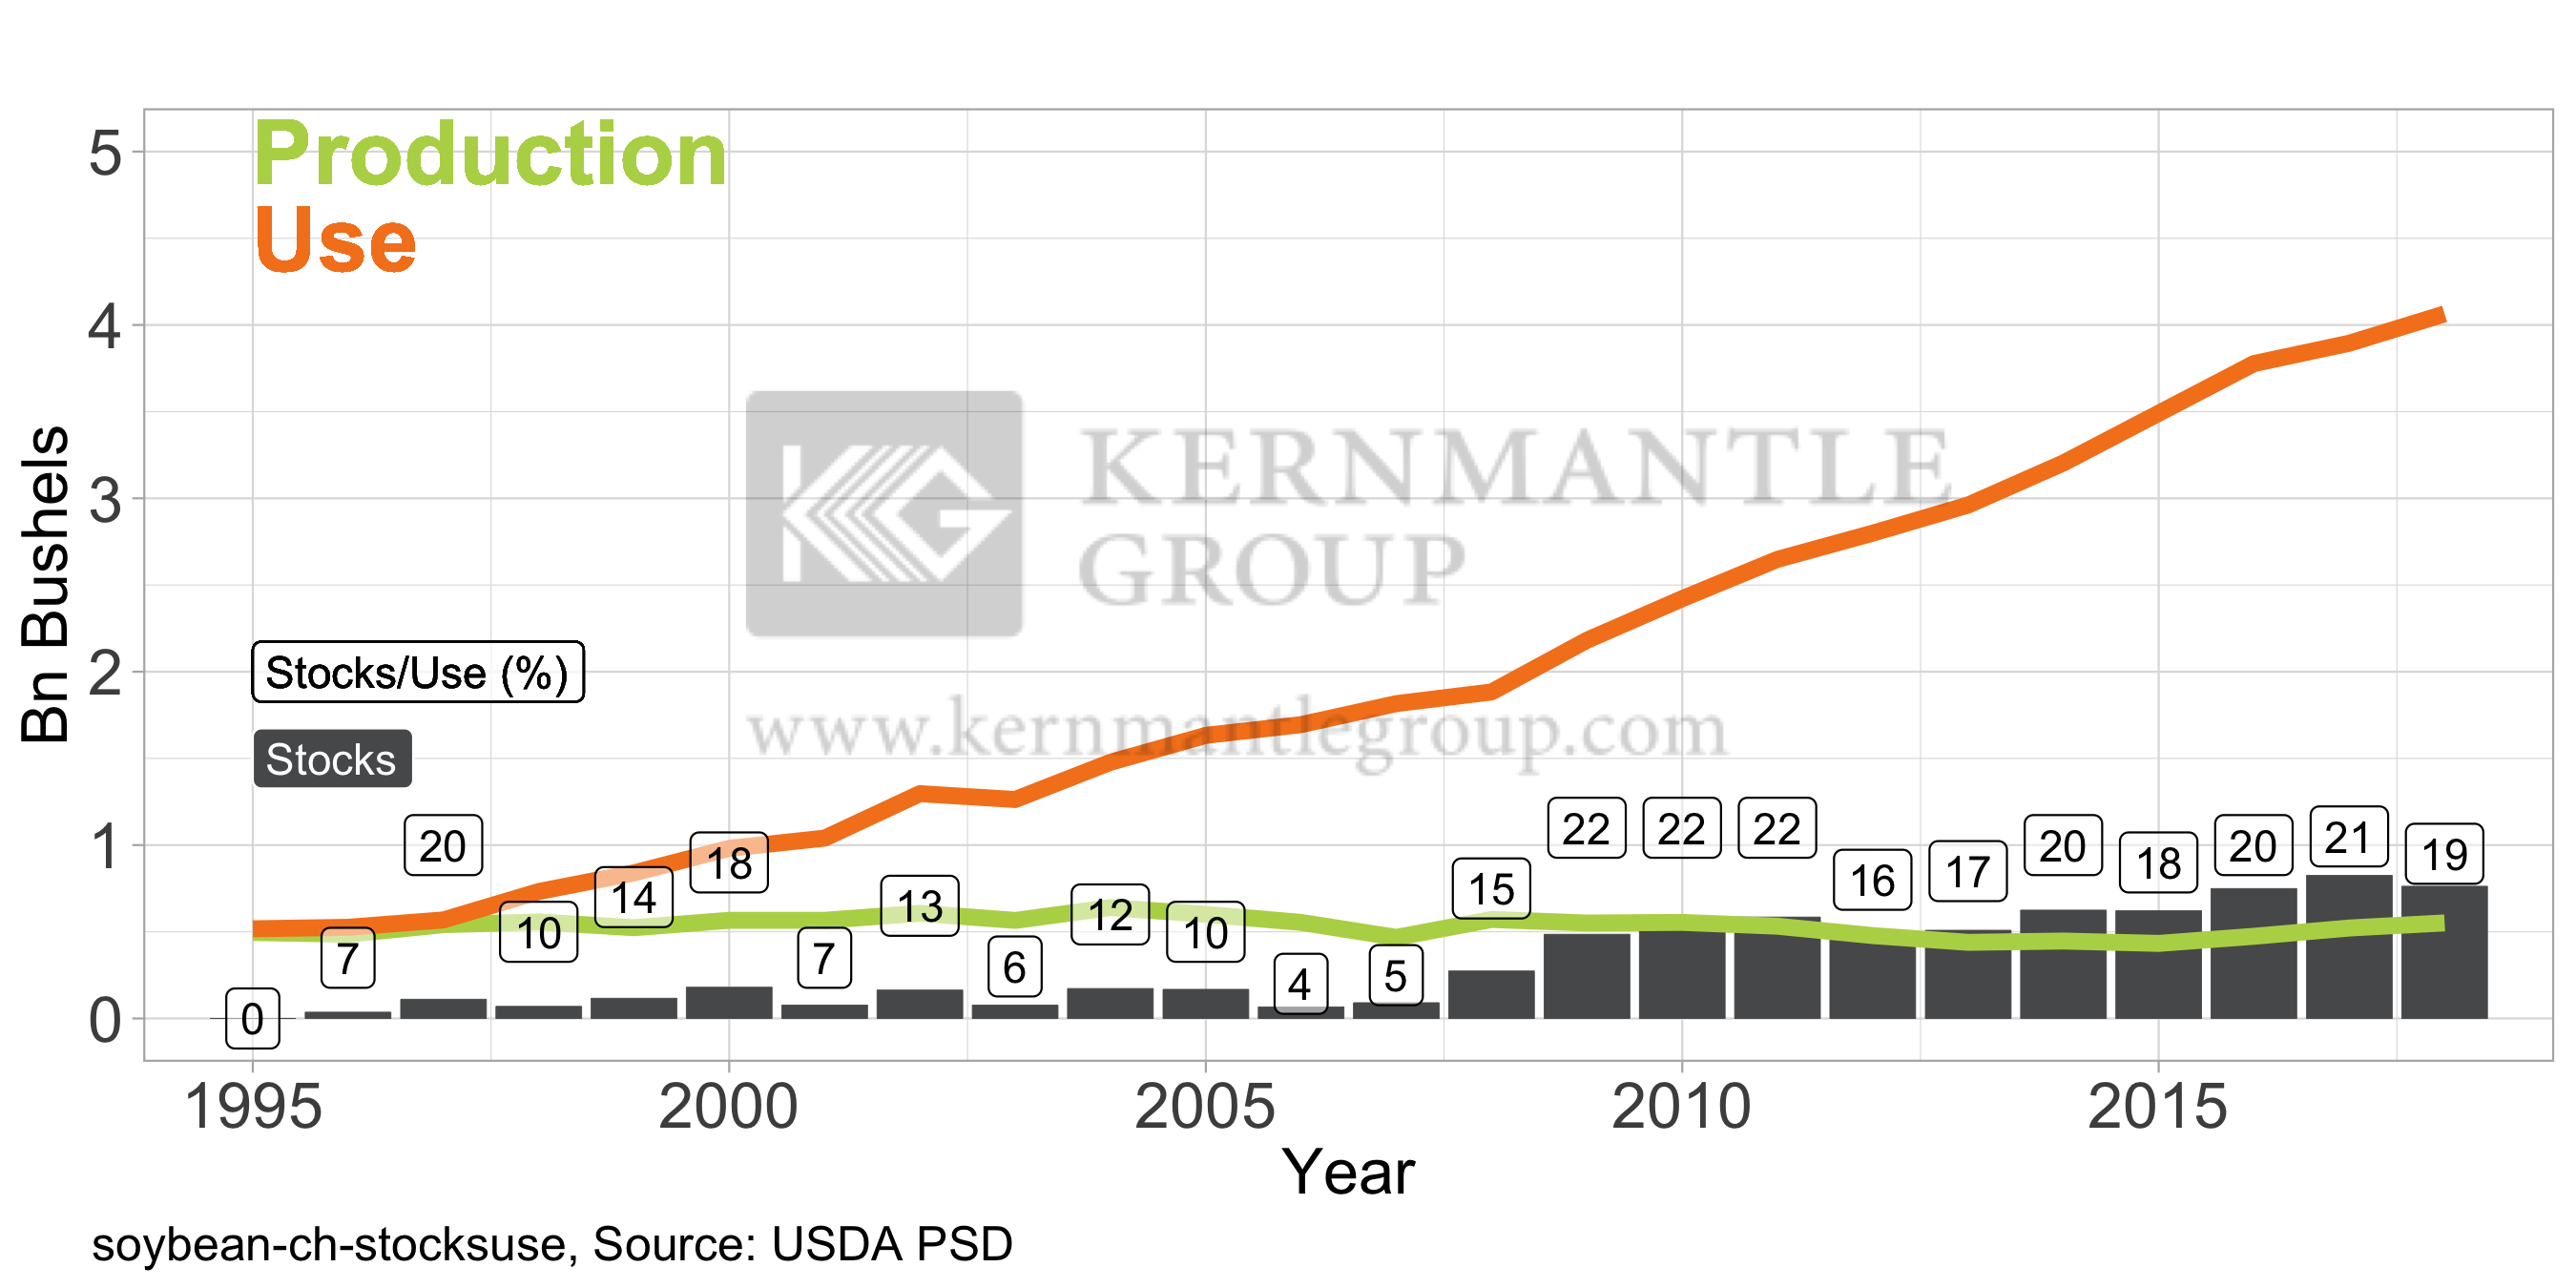 Production
Use
5
4
3
2
1
0
Bn Bushels
KERNMANTLE
GROUP
www.kernmantlegroup.com
Stocks/Use (%)
Stocks
0
7
20
10
14
18
7
13
6
12
10
4
5
15
22
22
22
16
17
20
18
20
21
19
1995 2000 2005 2010 2015
Year
soybean-ch-stocksuse, Source: USDA PSD